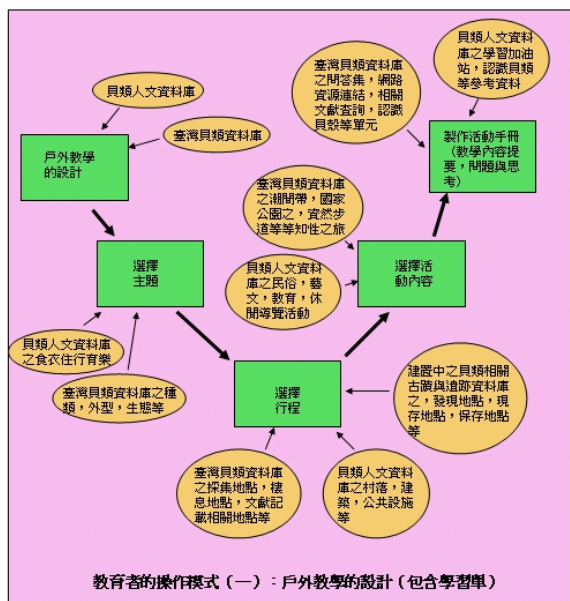 貝類人文資料庫
臺灣貝類資料庫
戶外教學
的設計
選擇
主題
貝類人文資料庫
之食衣住行育樂
臺灣貝類資料庫之種
類，外型，生態等
選擇
行程
臺灣貝類資料庫
之採集地點，棲
息地點，文獻記
載相關地點等
貝類人文資料
庫之村落，建
築，公共設施
等
建置中之貝類相關
古蹟與遺跡資料庫
之，發現地點，現
存地點，保存地點
等
選擇活
動內容
臺灣貝類資料庫
之潮間帶，國家
公園之，資然步
道等等知性之旅
貝類人文資料
庫之民俗，藝
文，教育，休
閒導覽活動
製作活動手冊
（教學內容提
要，問題與思
考）
臺灣貝類資料庫
之問答集，網路
資源連結，相關
文獻查詢，認識
貝殼等單元
貝類人文資料
庫之學習加油
站，認識貝類
等參考資料
教育者的操作模式（一）：戶外教學的設計（包含學習單）